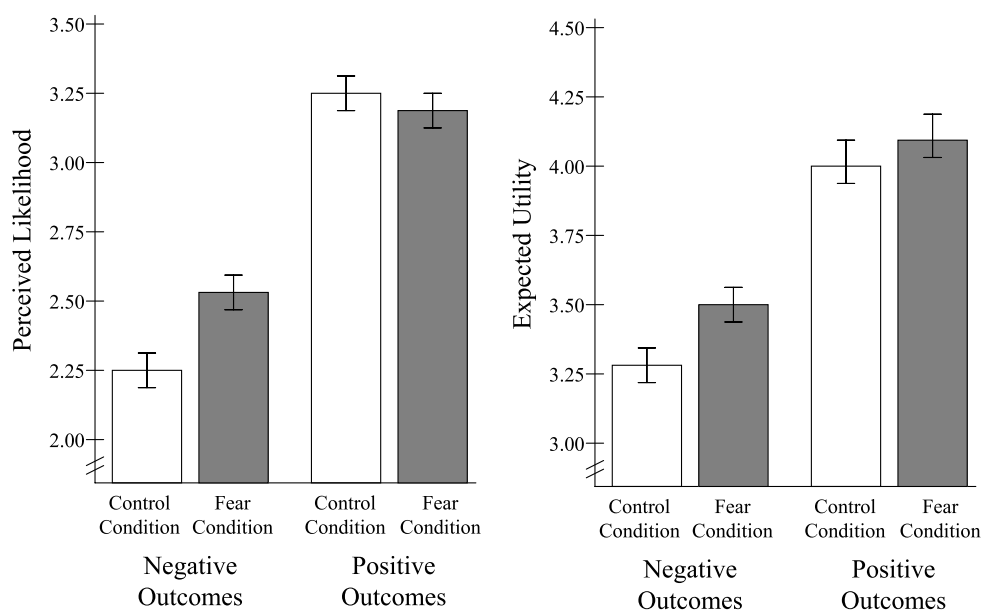 Perceived Likelihood
3.50
3.25
3.00
2.75
2.50
2.25
2.00
Control
Condition
Fear
Condition
Control
Condition
Fear
Condition
Negative
Outcomes
Positive
Outcomes
Expected Utility
4.50
4.25
4.00
3.75
3.50
3.25
3.00
Control
Condition
Fear
Condition
Control
Condition
Fear
Condition
Negative
Outcomes
Positive
Outcomes